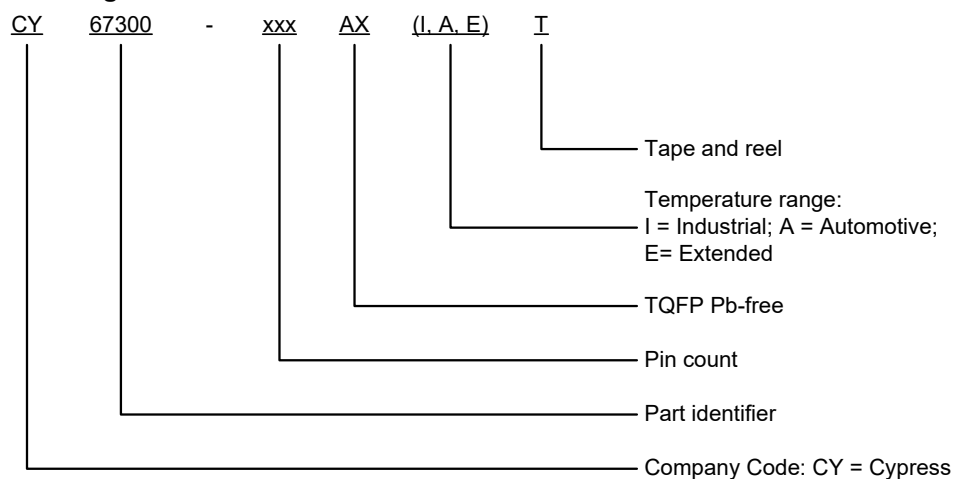 CY 67300 - xxx AX (I, A, E) T
Tape and reel
Temperature range:
I = Industrial; A = Automotive;
E= Extended
TQFP Pb-free
Pin count
Part identifier
Company Code: CY = Cypress